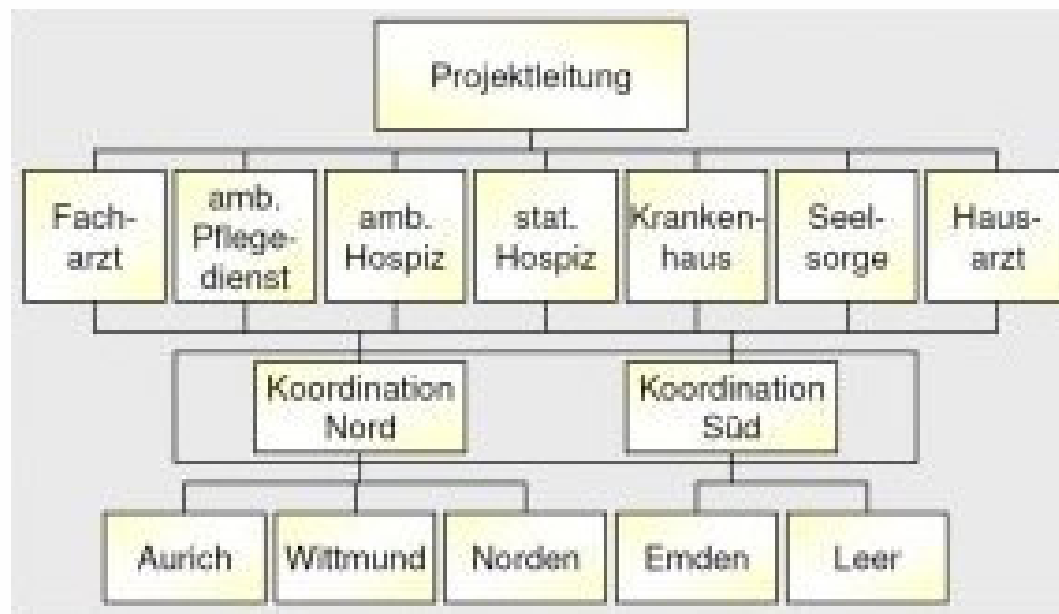 Projektleitung
Fach-
arzt
amb.
Pflege-
dienst
amb.
Hospiz
stat.
Hospiz
Kranken-
haus
Seel-
sorge
Haus-
arzt
Koordination
Nord
Koordination
Süd
Aurich
Wittmund
Norden
Emden
Leer